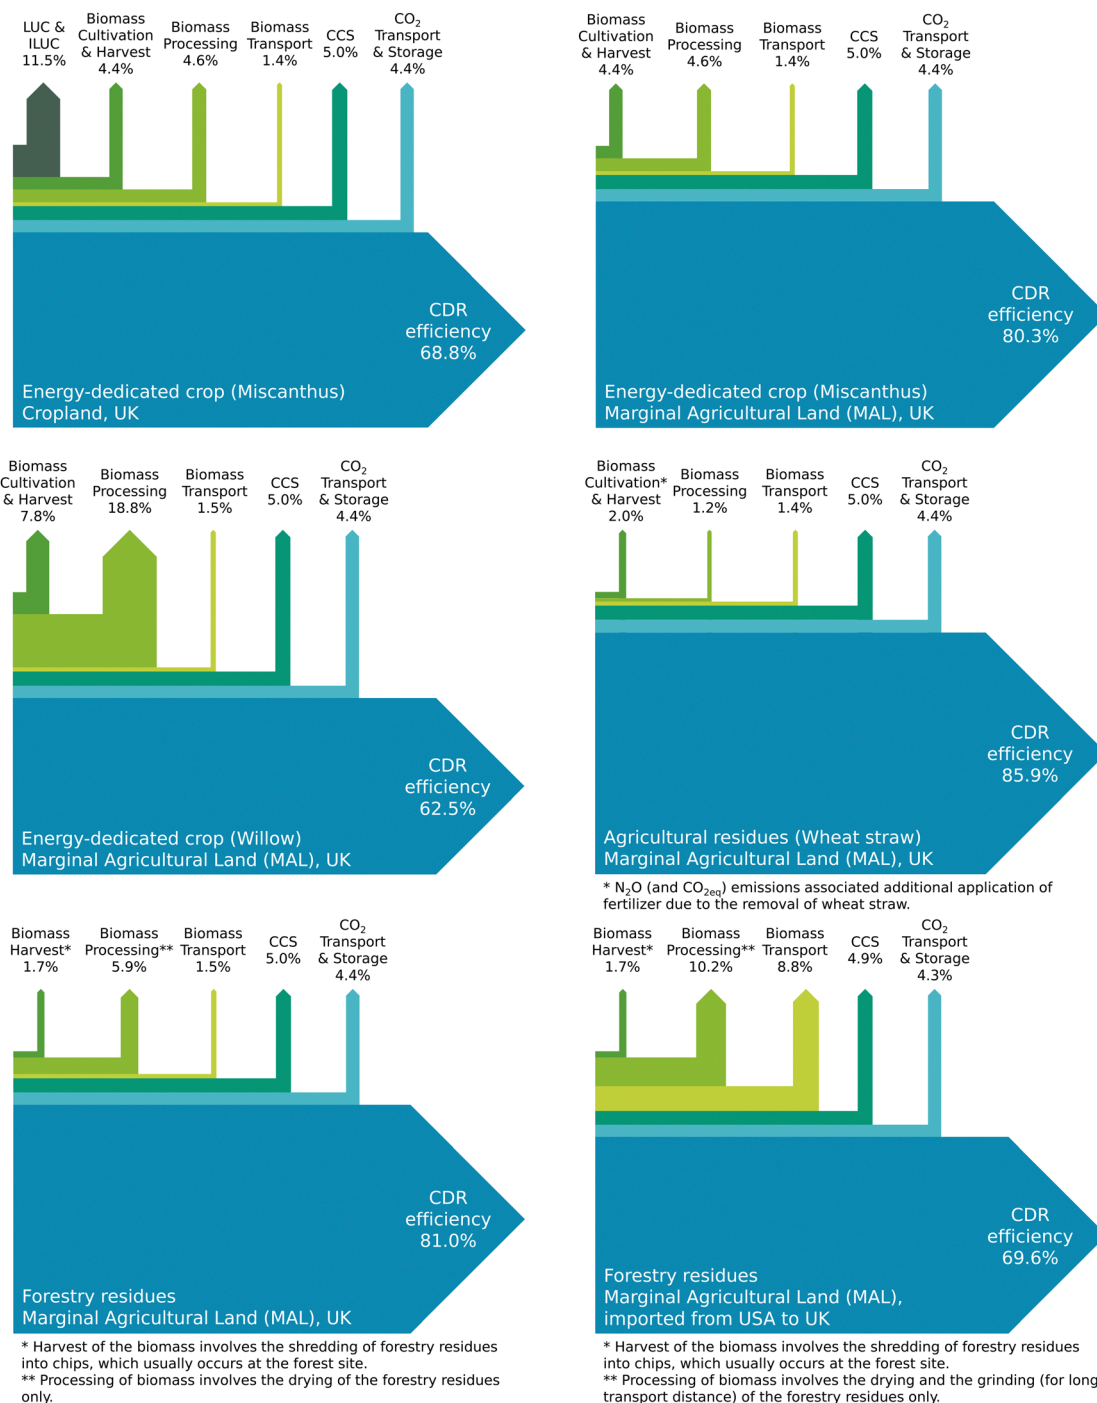 LUC &
ILUC
11.5%
Biomass
Cultivation
& Harvest
4.4%
Biomass
Processing
4.6%
Biomass
Transport
1.4%
CCS
5.0%
CO₂
Transport
& Storage
4.4%
CDR
efficiency
68.8%
Energy-dedicated crop (Miscanthus)
Cropland, UK
Biomass
Cultivation
& Harvest
4.4%
Biomass
Processing
4.6%
Biomass
Transport
1.4%
CCS
5.0%
CO₂
Transport
& Storage
4.4%
CDR
efficiency
80.3%
Energy-dedicated crop (Miscanthus)
Marginal Agricultural Land (MAL), UK
Biomass
Cultivation
& Harvest
7.8%
Biomass
Processing
18.8%
Biomass
Transport
1.5%
CCS
5.0%
CO₂
Transport
& Storage
4.4%
CDR
efficiency
62.5%
Energy-dedicated crop (Willow)
Marginal Agricultural Land (MAL), UK
Biomass
Cultivation*
& Harvest
2.0%
Biomass
Processing
1.2%
Biomass
Transport
1.4%
CCS
5.0%
CO₂
Transport
& Storage
4.4%
CDR
efficiency
85.9%
Agricultural residues (Wheat straw)
Marginal Agricultural Land (MAL), UK
* N₂O (and CO₂eq) emissions associated additional application of
fertilizer due to the removal of wheat straw.
Biomass
Harvest*
1.7%
Biomass
Processing**
5.9%
Biomass
Transport
1.5%
CCS
5.0%
CO₂
Transport
& Storage
4.4%
CDR
efficiency
81.0%
Forestry residues
Marginal Agricultural Land (MAL), UK
* Harvest of the biomass involves the shredding of forestry residues
into chips, which usually occurs at the forest site.
** Processing of biomass involves the drying of the forestry residues
only.
Biomass
Harvest*
1.7%
Biomass
Processing**
10.2%
Biomass
Transport
8.8%
CCS
4.9%
CO₂
Transport
& Storage
4.3%
CDR
efficiency
69.6%
Forestry residues
Marginal Agricultural Land (MAL),
imported from USA to UK
* Harvest of the biomass involves the shredding of forestry residues
into chips, which usually occurs at the forest site.
** Processing of biomass involves the drying and the grinding (for long
transport distance) of the forestry residues only.